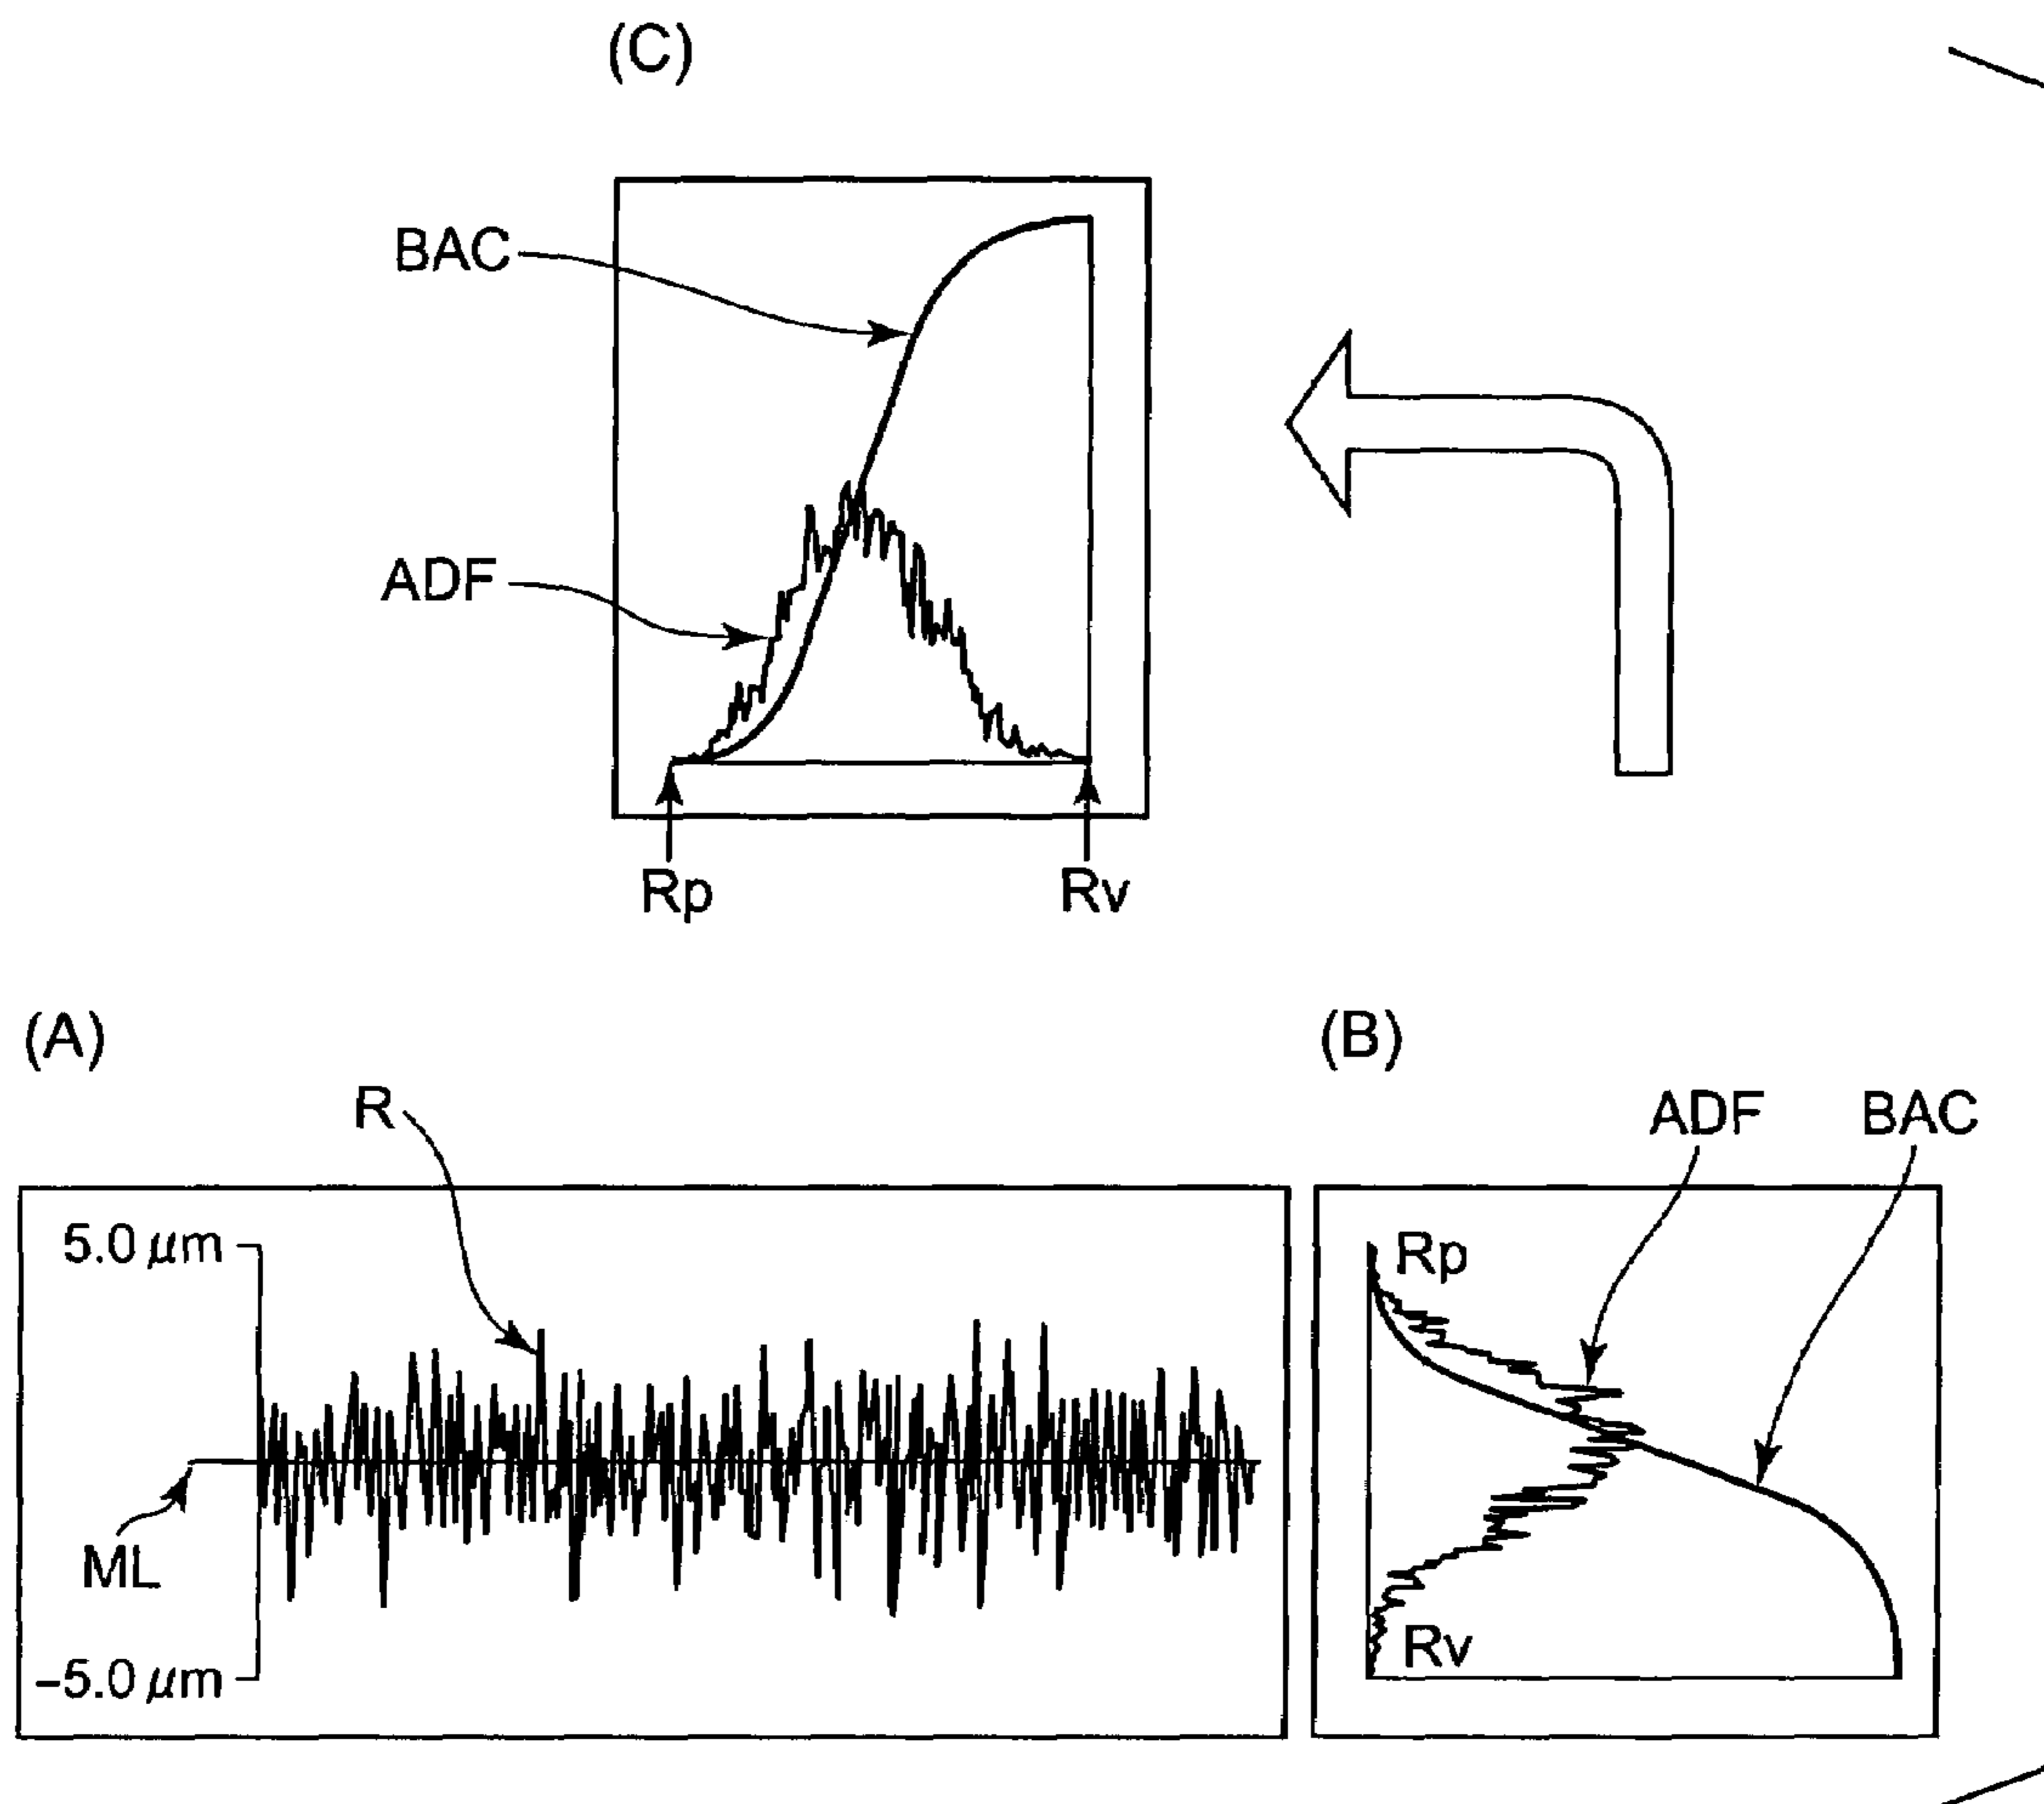 (C)
BAC
ADF
Rp
Rv
(A)
(B)
R
ADF
BAC
5.0 μm
Rp
ML
Rv
−5.0 μm